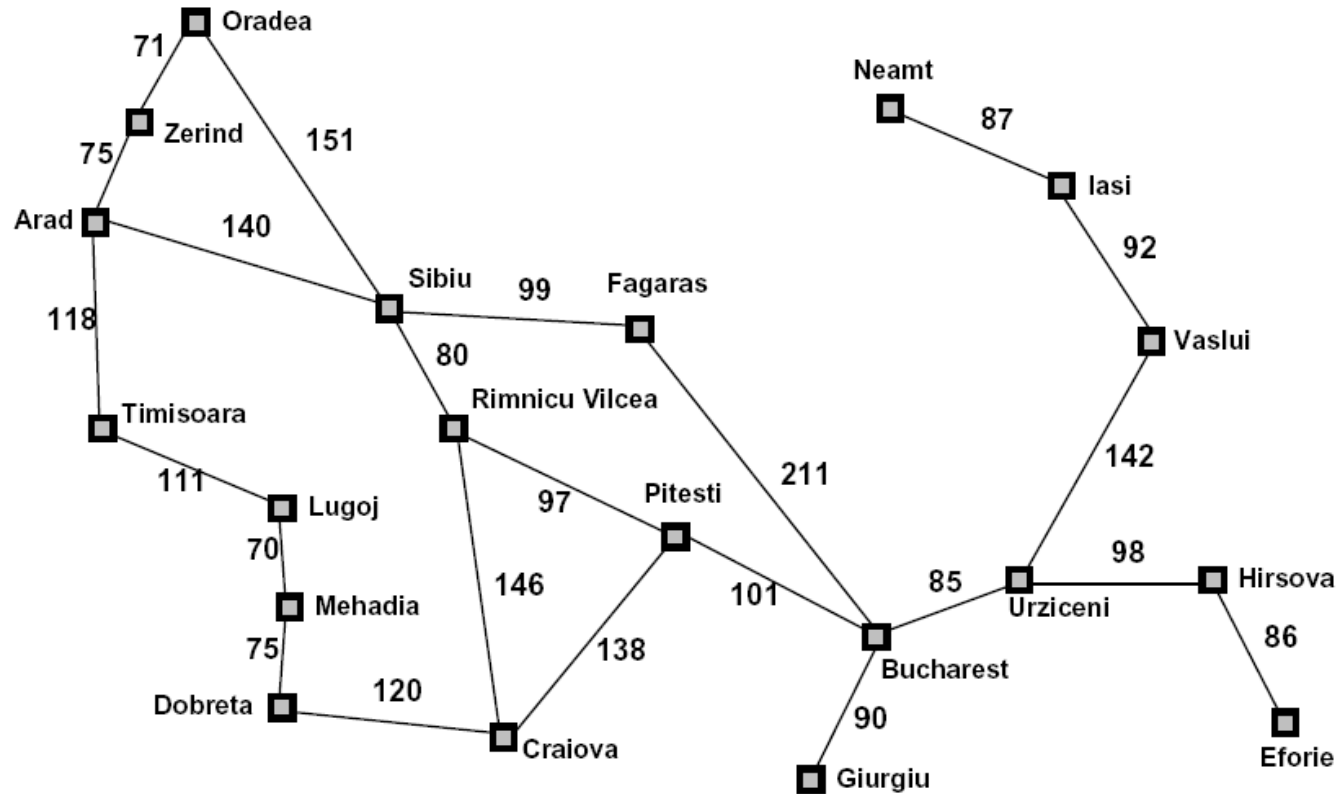 Oradea
71
Neamt
87
Zerind
151
75
Iasi
Arad
140
92
Sibiu
99
Fagaras
118
80
Vaslui
Rimnicu Vilcea
Timisoara
142
111
211
97
Pitesti
Lugoj
70
146
98
85
Hirsova
101
Mehadia
Urziceni
75
138
86
Bucharest
120
Dobreta
90
Craiova
Eforie
Giurgiu